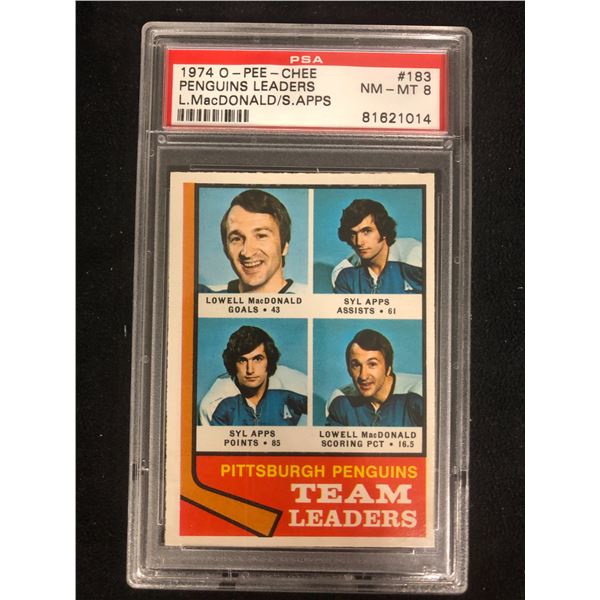 PSA
1974 O-PEE-CHEE #183
PENGUINS LEADERS NM-MT 8
L.MacDONALD/S.APPS
81621014
LOWELL MacDONALD
GOALS • 43
SYL APPS
ASSISTS • 61
SYL APPS
POINTS • 85
LOWELL MacDONALD
SCORING PCT • 16.5
PITTSBURGH PENGUINS
TEAM
LEADERS